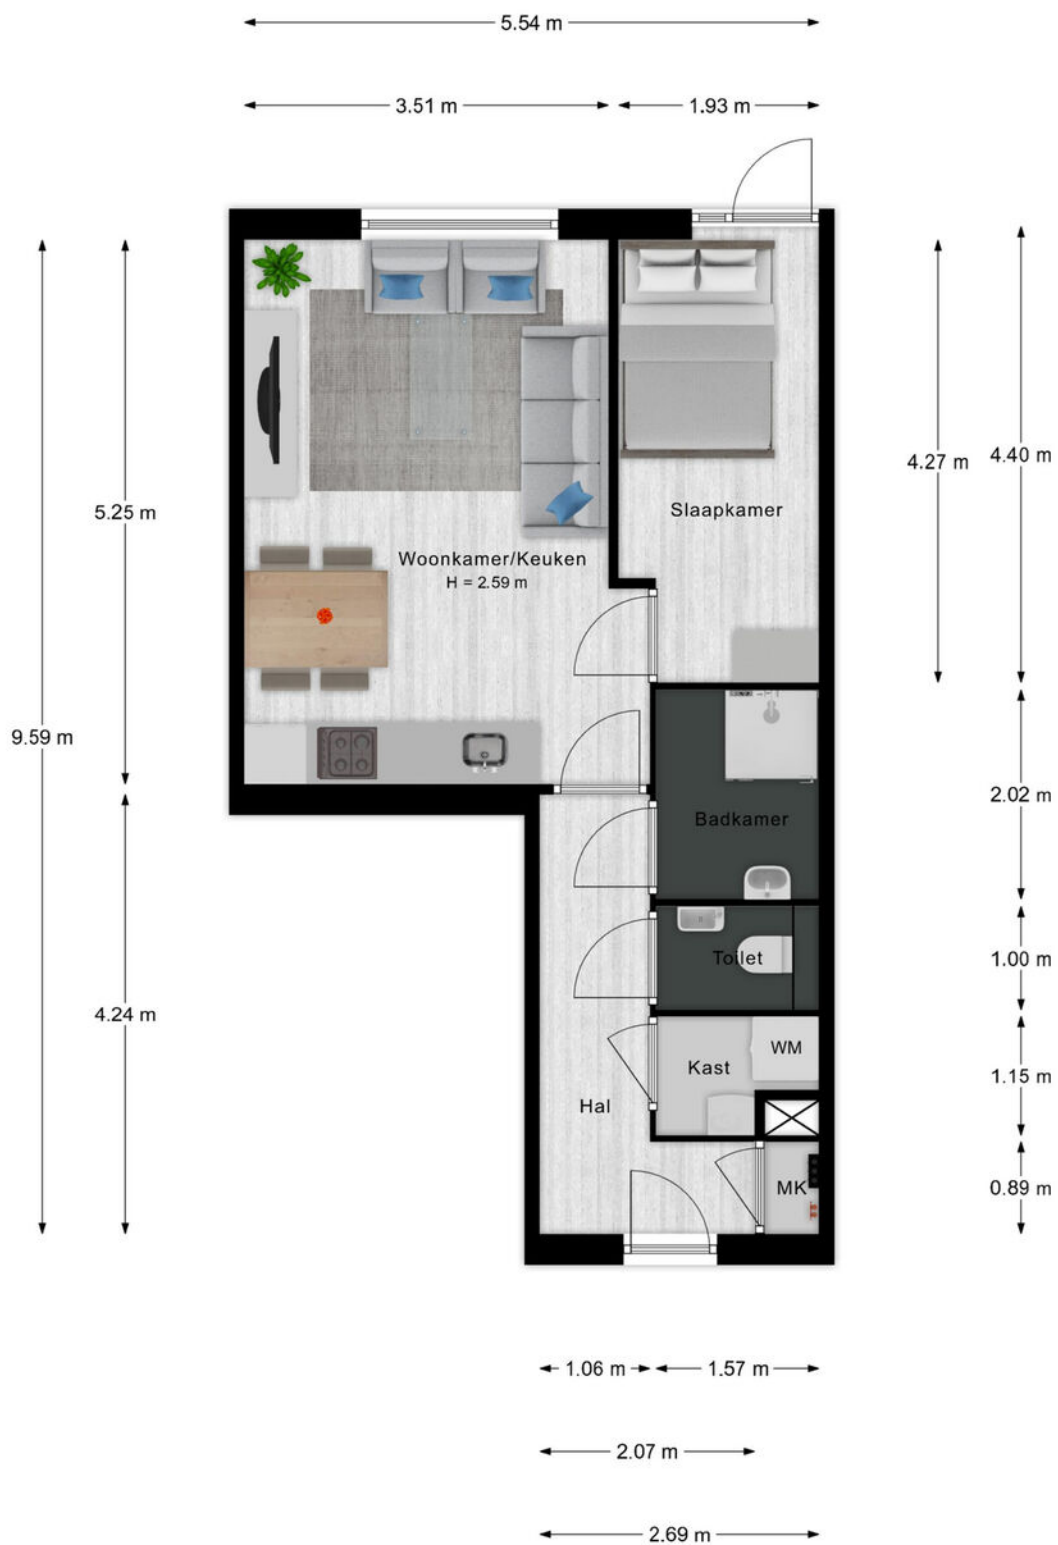 5.54 m
3.51 m
1.93 m
4.27 m
4.40 m
Slaapkamer
5.25 m
Woonkamer/Keuken
H = 2.59 m
9.59 m
2.02 m
Badkamer
Toilet
1.00 m
4.24 m
WM
Kast
1.15 m
Hal
MK
0.89 m
1.06 m
1.57 m
2.07 m
2.69 m